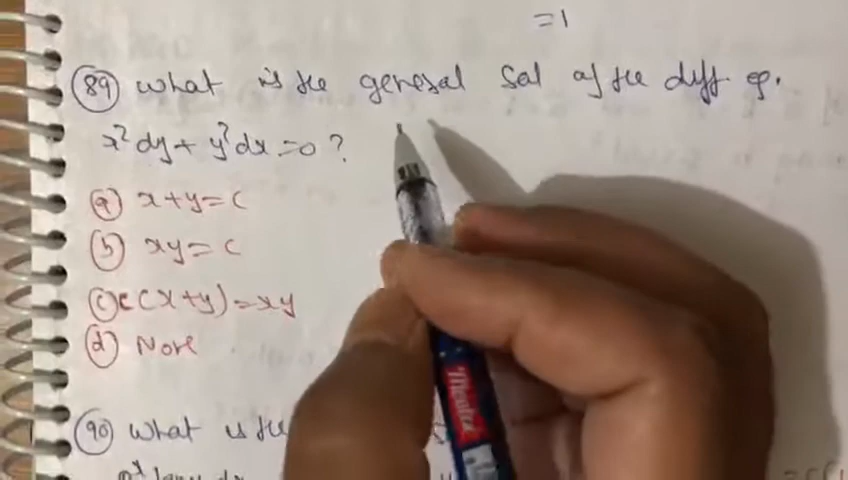 =1
89 What is the general Sol of the diff eq.
x²dy + y²dx = 0 ?
(a) x+y=c
(b) xy = c
(c) c(x+y)=xy
(d) None
90 What is the